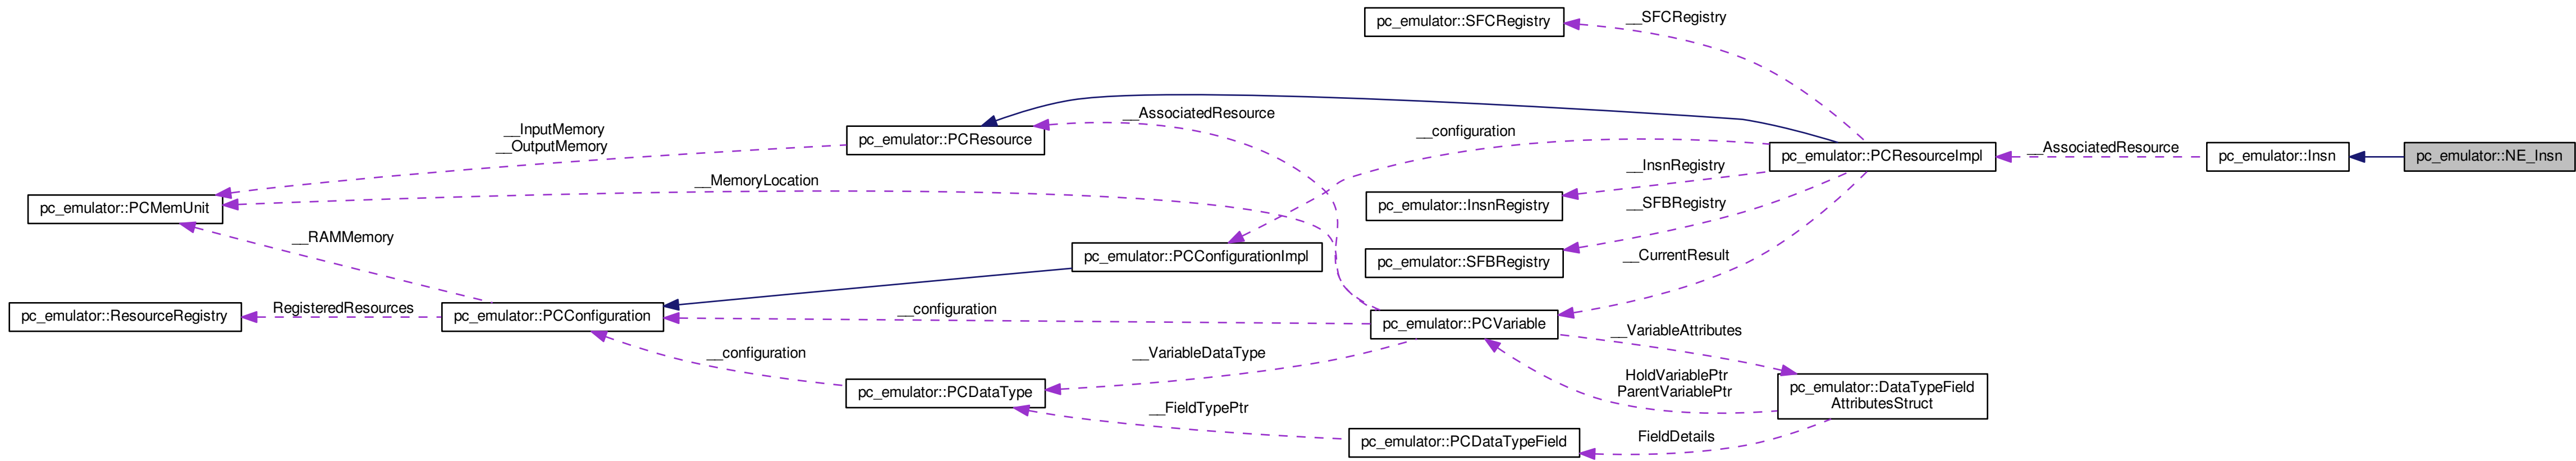 pc_emulator::SFCRegistry
__SFCRegistry
__AssociatedResource
pc_emulator::PCResource
__InputMemory
__OutputMemory
__configuration
pc_emulator::PCResourceImpl
__AssociatedResource
pc_emulator::Insn
pc_emulator::NE_Insn
__InsnRegistry
__MemoryLocation
pc_emulator::PCMemUnit
pc_emulator::InsnRegistry
__SFBRegistry
__RAMMemory
pc_emulator::PCConfigurationImpl
pc_emulator::SFBRegistry
__CurrentResult
pc_emulator::ResourceRegistry
RegisteredResources
pc_emulator::PCConfiguration
__configuration
pc_emulator::PCVariable
__VariableAttributes
__configuration
__VariableDataType
HoldVariablePtr
ParentVariablePtr
pc_emulator::DataTypeField
AttributesStruct
pc_emulator::PCDataType
__FieldTypePtr
pc_emulator::PCDataTypeField
FieldDetails